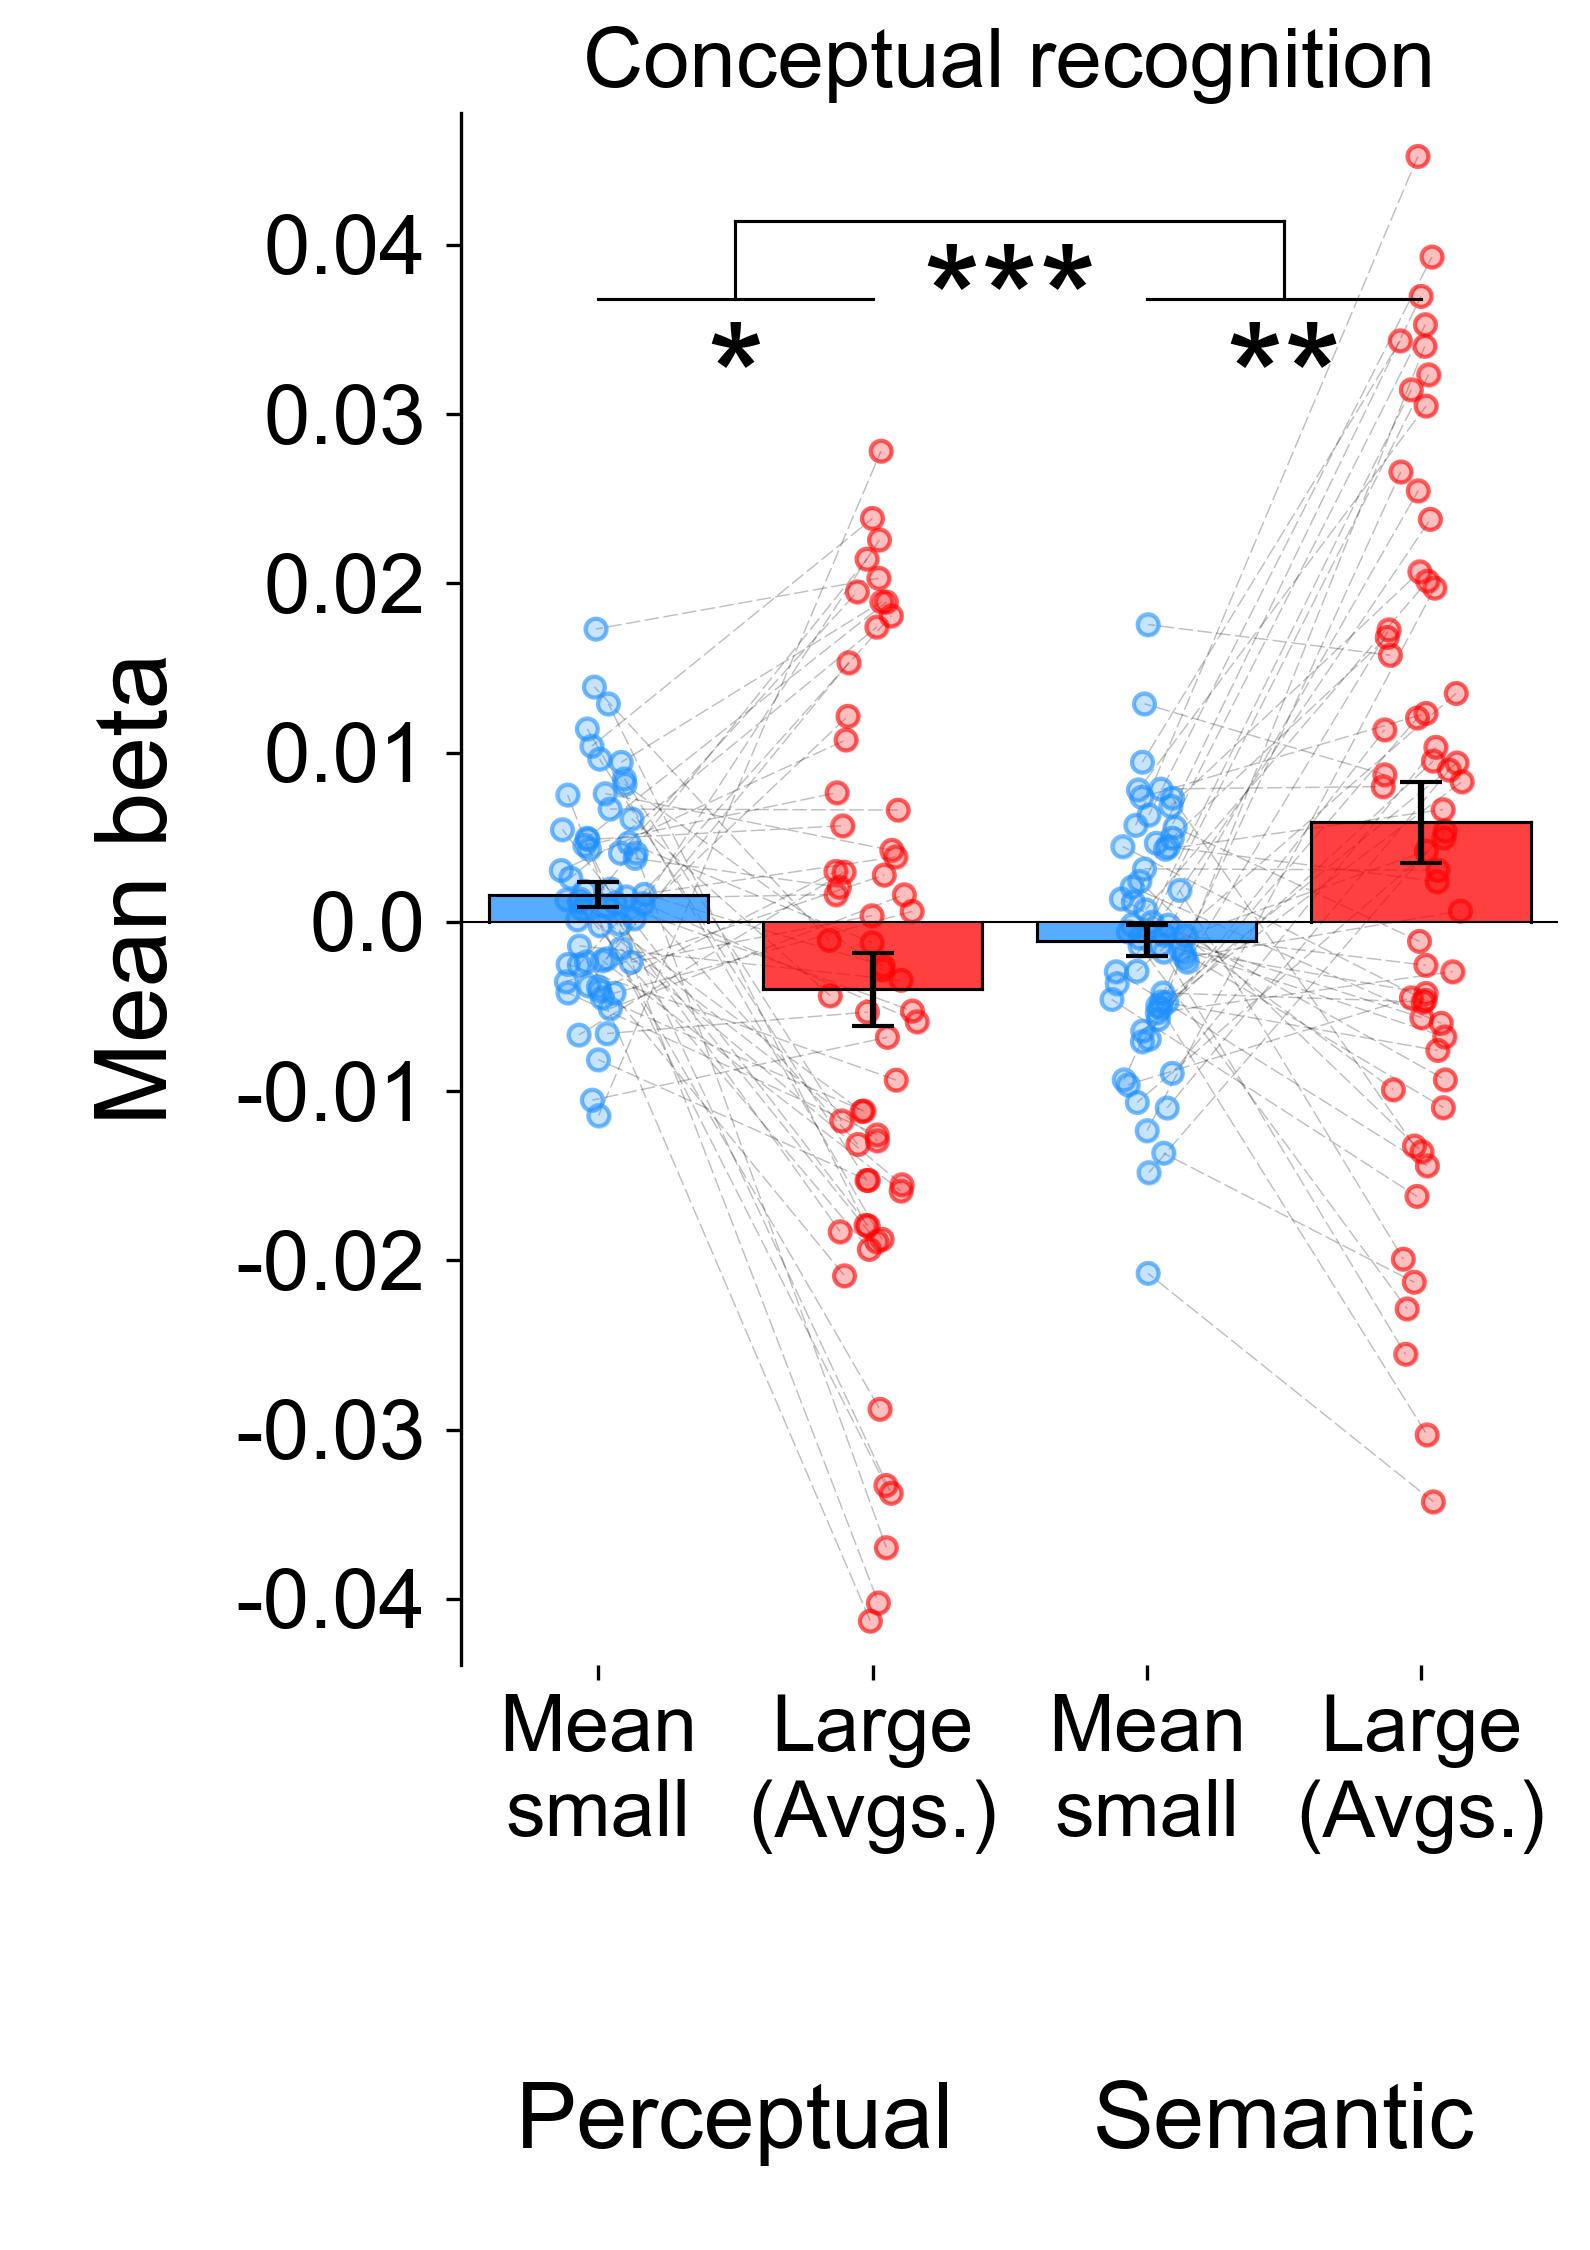 Conceptual recognition
Mean beta
0.04
0.03
0.02
0.01
0.0
-0.01
-0.02
-0.03
-0.04
***
*
**
Mean
small
Large
(Avgs.)
Mean
small
Large
(Avgs.)
Perceptual
Semantic